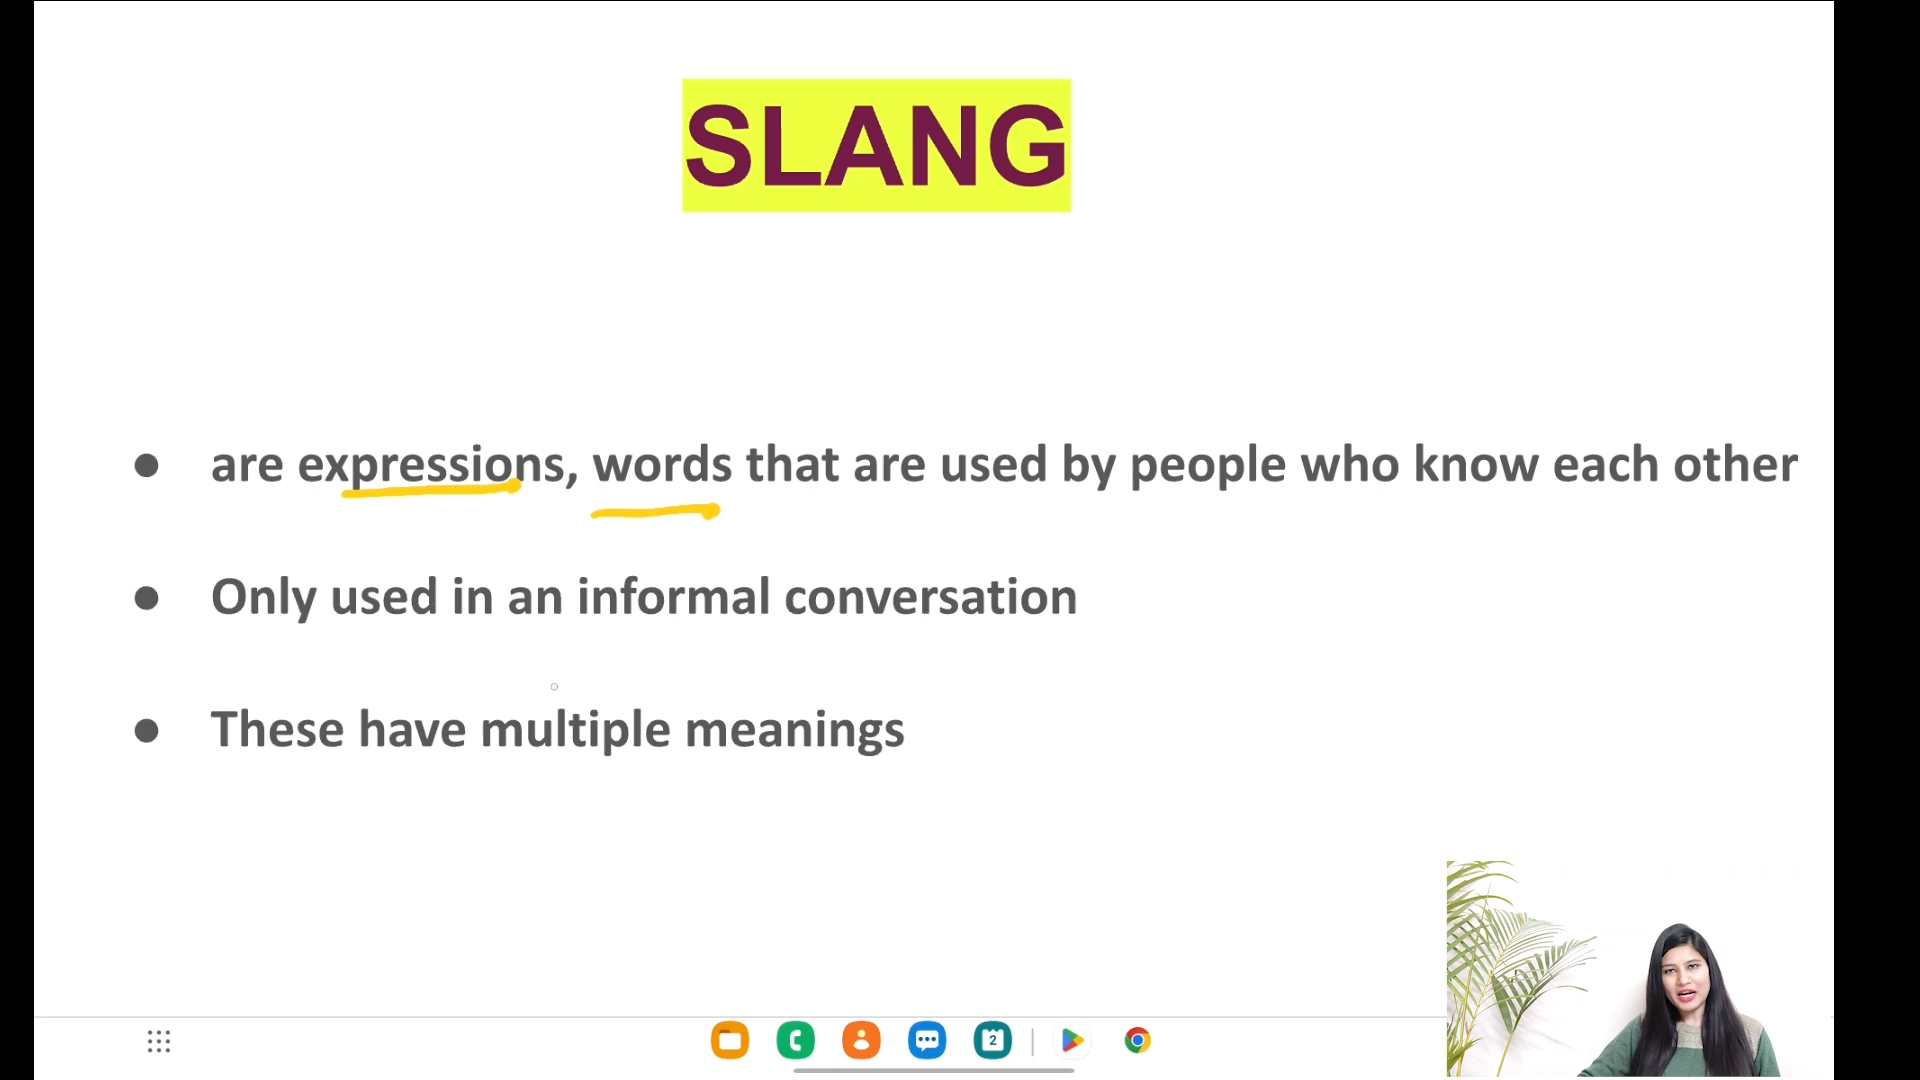 SLANG
● are expressions, words that are used by people who know each other
● Only used in an informal conversation
● These have multiple meanings
2